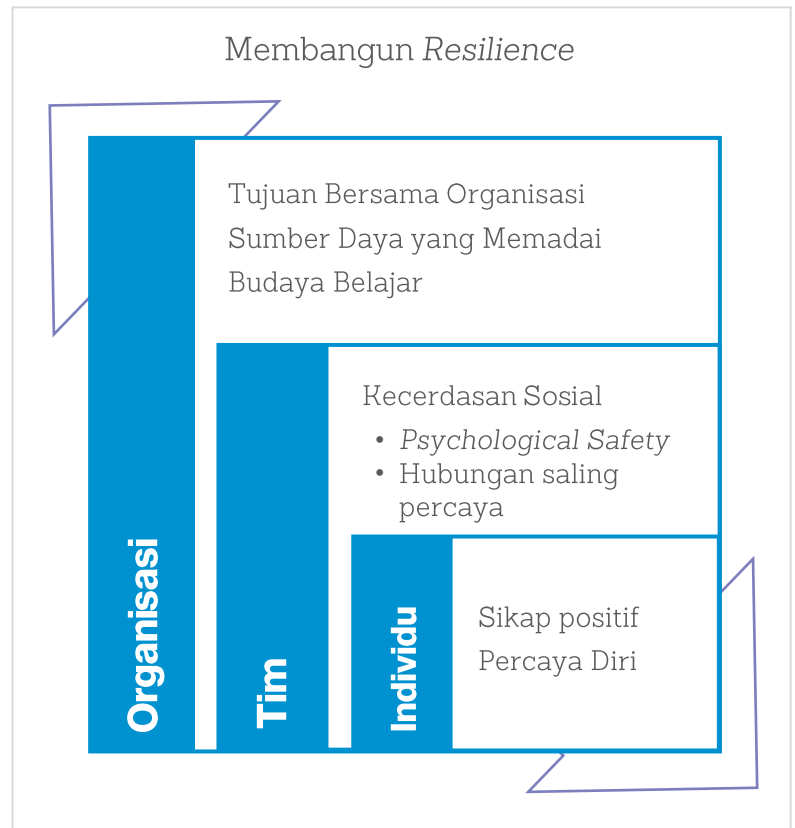 Membangun Resilience
Tujuan Bersama Organisasi
Sumber Daya yang Memadai
Budaya Belajar
Organisasi
Kecerdasan Sosial
• Psychological Safety
• Hubungan saling
percaya
Tim
Sikap positif
Percaya Diri
Individu